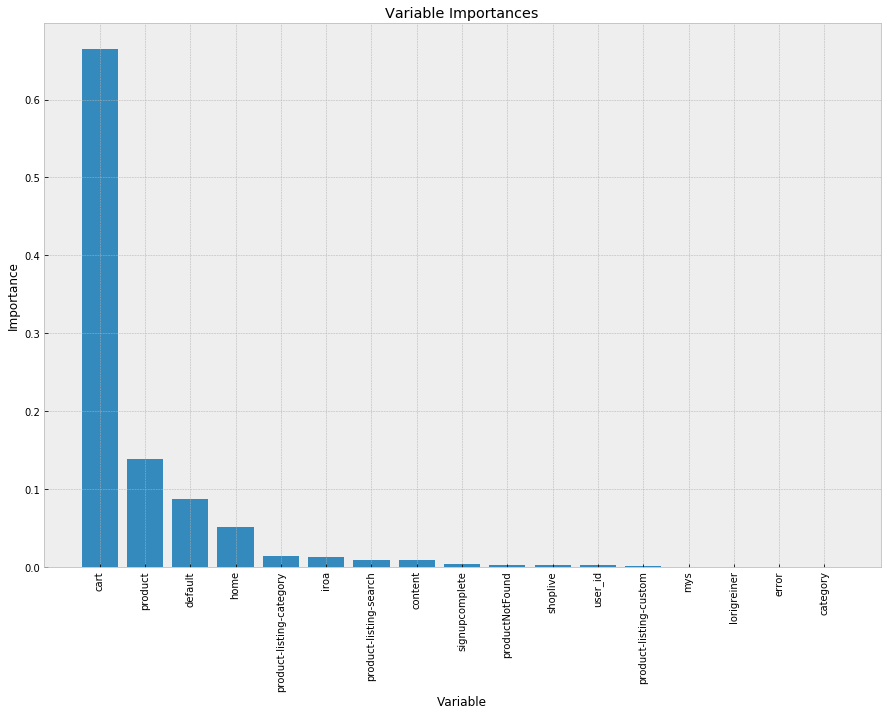 Variable Importances
Importance
0.6
0.5
0.4
0.3
0.2
0.1
0.0
cart
product
default
home
product-listing-category
iroa
product-listing-search
content
signupcomplete
productNotFound
shoplive
user_id
product-listing-custom
mys
lorigreiner
error
category
Variable